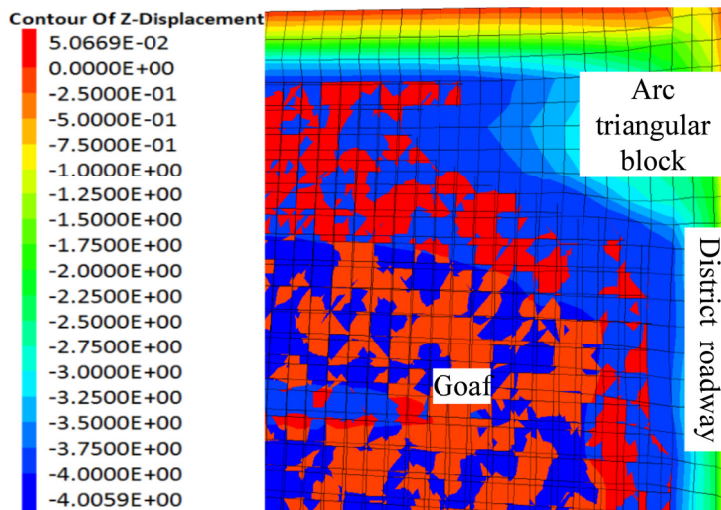 Contour Of Z-Displacement
5.0669E-02
0.0000E+00
-2.5000E-01
-5.0000E-01
-7.5000E-01
-1.0000E+00
-1.2500E+00
-1.5000E+00
-1.7500E+00
-2.0000E+00
-2.2500E+00
-2.5000E+00
-2.7500E+00
-3.0000E+00
-3.2500E+00
-3.5000E+00
-3.7500E+00
-4.0000E+00
-4.0059E+00
Arc
triangular
block
District roadway
Goaf